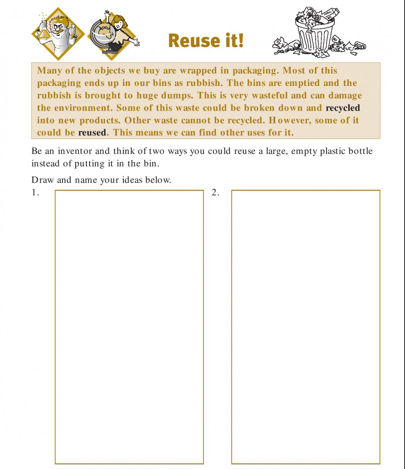 Reuse it!
Many of the objects we buy are wrapped in packaging. Most of this
packaging ends up in our bins as rubbish. The bins are emptied and the
rubbish is brought to huge dumps. This is very wasteful and can damage
the environment. Some of this waste could be broken down and recycled
into new products. Other waste cannot be recycled. However, some of it
could be reused. This means we can find other uses for it.
Be an inventor and think of two ways you could reuse a large, empty plastic bottle
instead of putting it in the bin.
Draw and name your ideas below.
1. 2.